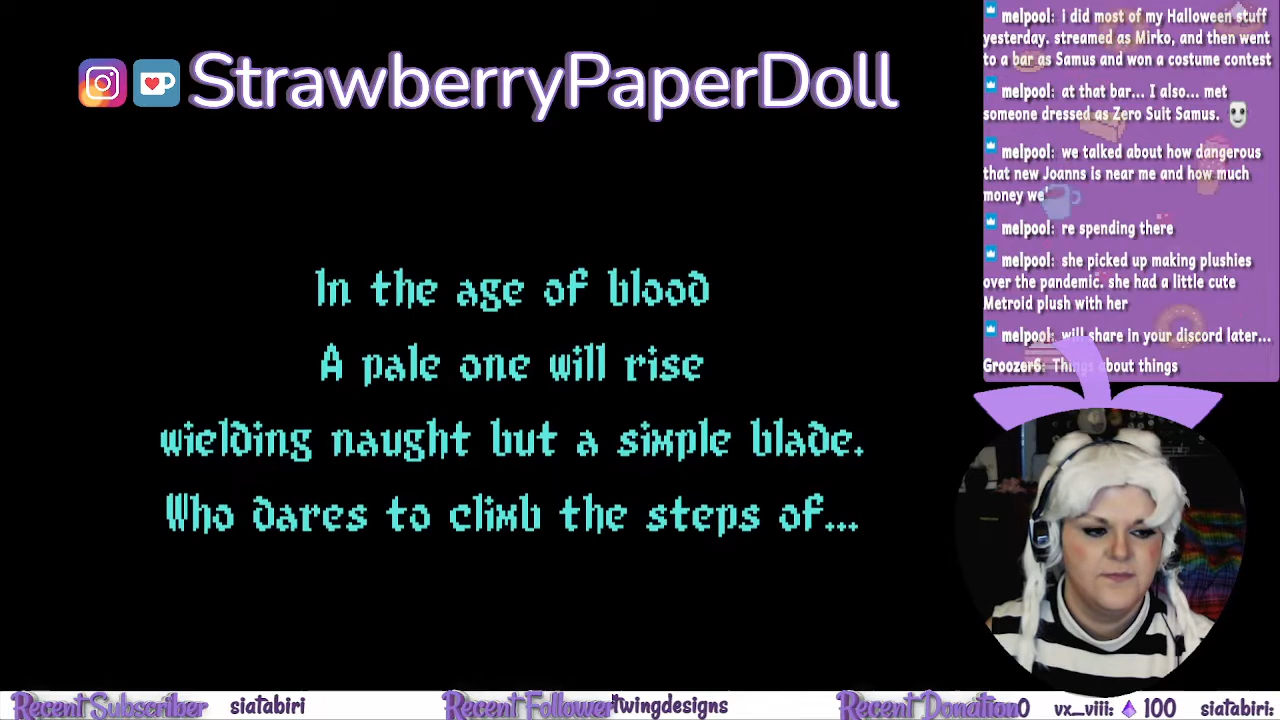 StrawberryPaperDoll
In the age of blood
A pale one will rise
wielding naught but a simple blade.
Who dares to climb the steps of...
melpool: i did most of my Halloween stuff
yesterday. streamed as Mirko, and then went
to a bar as Samus and won a costume contest
melpool: at that bar... I also... met
someone dressed as Zero Suit Samus.
melpool: we talked about how dangerous
that new Joanns is near me and how much
money we'
melpool: re spending there
melpool: she picked up making plushies
over the pandemic. she had a little cute
Metroid plush with her
melpool: will share in your discord later...
Groozer6: Things about things
Recent Subscriber siatabiri Recent Follower twingdesigns Recent Donation 0 vx_viii: 100 siatabiri: